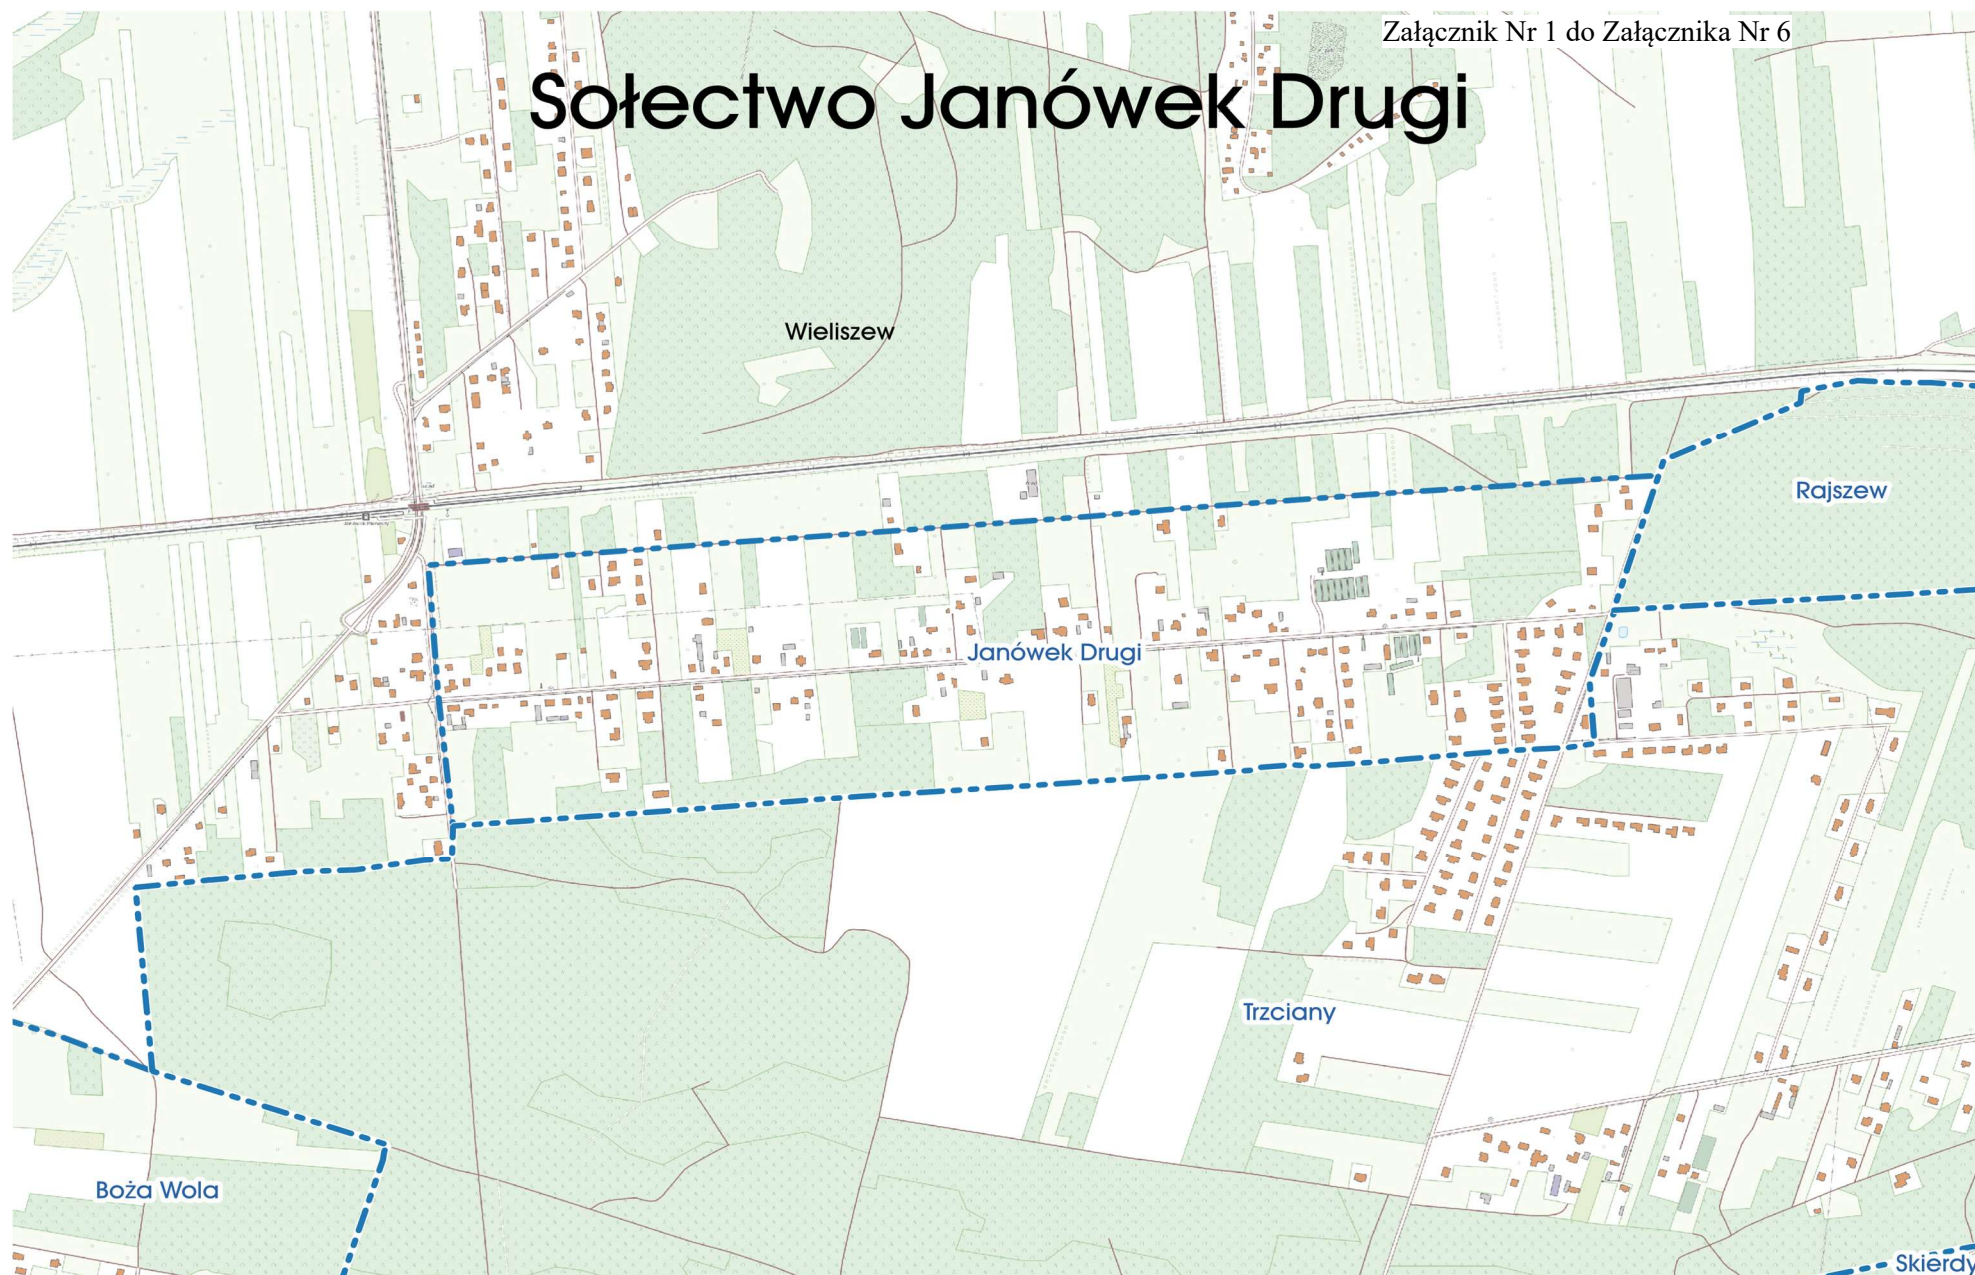 Załącznik Nr 1 do Załącznika Nr 6
Sołectwo Janówek Drugi
Wieliszew
Rajszew
Janówek Drugi
Trzciany
Boża Wola
Skierdy